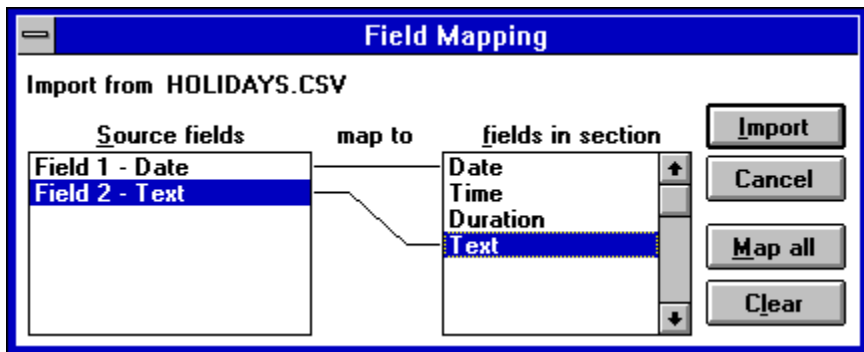 Field Mapping
Import from HOLIDAYS.CSV
Source fields map to fields in section
Field 1 - Date
Field 2 - Text
Date
Time
Duration
Text
Import
Cancel
Map all
Clear